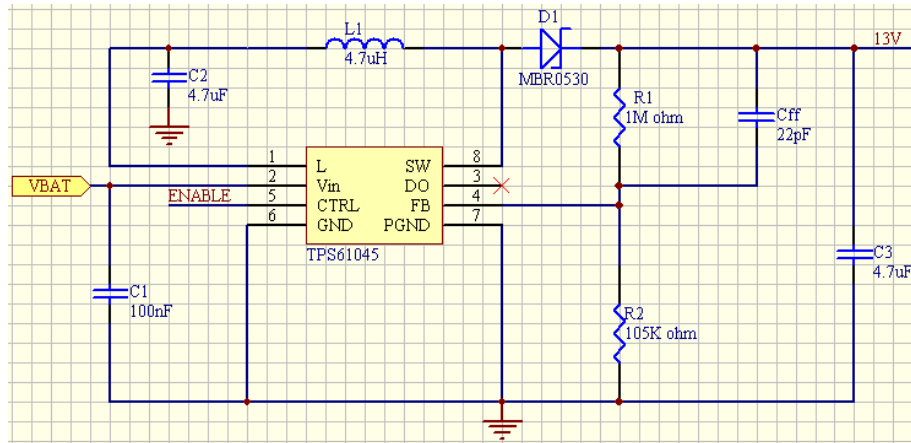 D1
L1
13V
4.7uH
MBR0530
C2
4.7uF
R1
1M ohm
Cff
22pF
1 L SW 8
VBAT 2 Vin DO 3
ENABLE 5 CTRL FB 4
6 GND PGND 7
TPS61045
C3
4.7uF
C1
100nF
R2
105K ohm